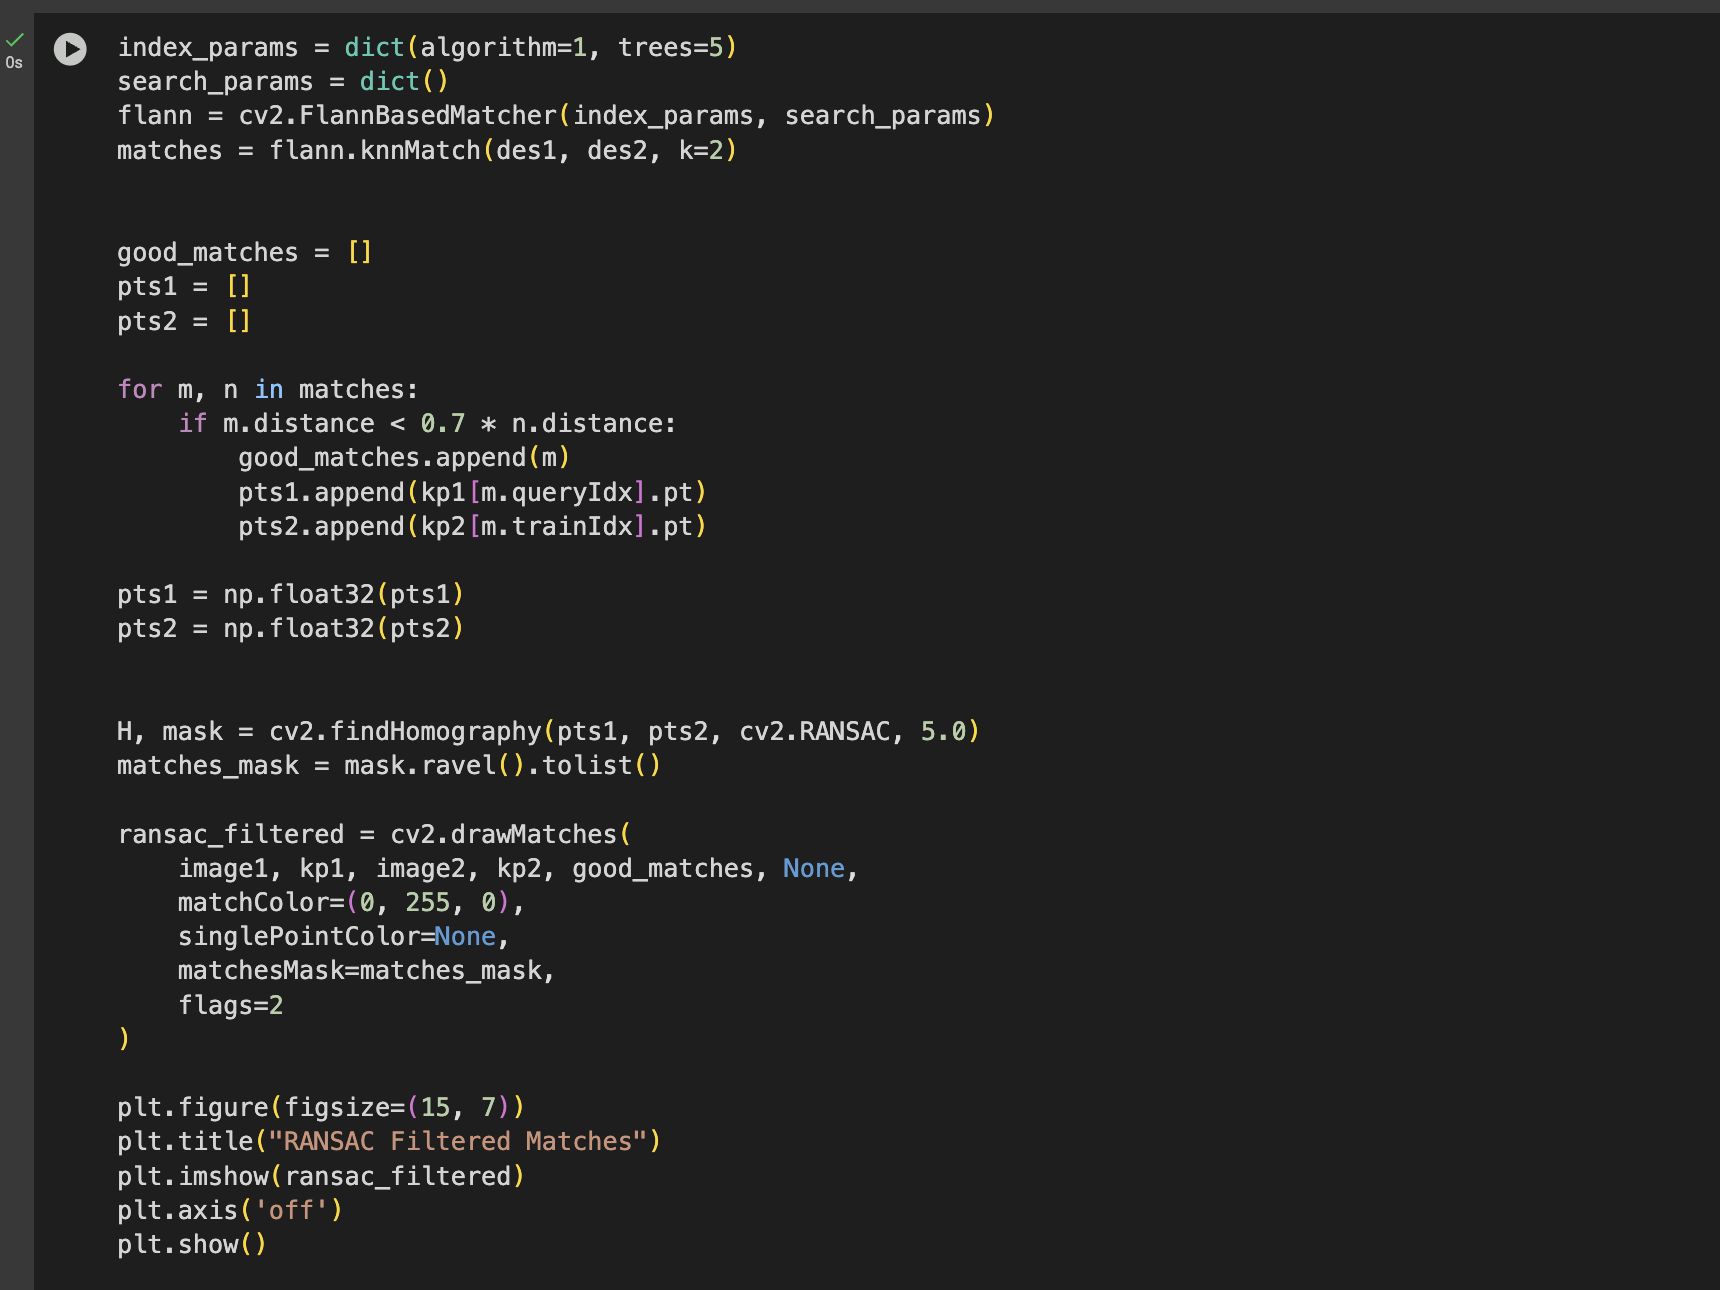 0s
index_params = dict(algorithm=1, trees=5)
search_params = dict()
flann = cv2.FlannBasedMatcher(index_params, search_params)
matches = flann.knnMatch(des1, des2, k=2)
good_matches = []
pts1 = []
pts2 = []
for m, n in matches:
    if m.distance < 0.7 * n.distance:
        good_matches.append(m)
        pts1.append(kp1[m.queryIdx].pt)
        pts2.append(kp2[m.trainIdx].pt)
pts1 = np.float32(pts1)
pts2 = np.float32(pts2)
H, mask = cv2.findHomography(pts1, pts2, cv2.RANSAC, 5.0)
matches_mask = mask.ravel().tolist()
ransac_filtered = cv2.drawMatches(
    image1, kp1, image2, kp2, good_matches, None,
    matchColor=(0, 255, 0),
    singlePointColor=None,
    matchesMask=matches_mask,
    flags=2
)
plt.figure(figsize=(15, 7))
plt.title("RANSAC Filtered Matches")
plt.imshow(ransac_filtered)
plt.axis('off')
plt.show()